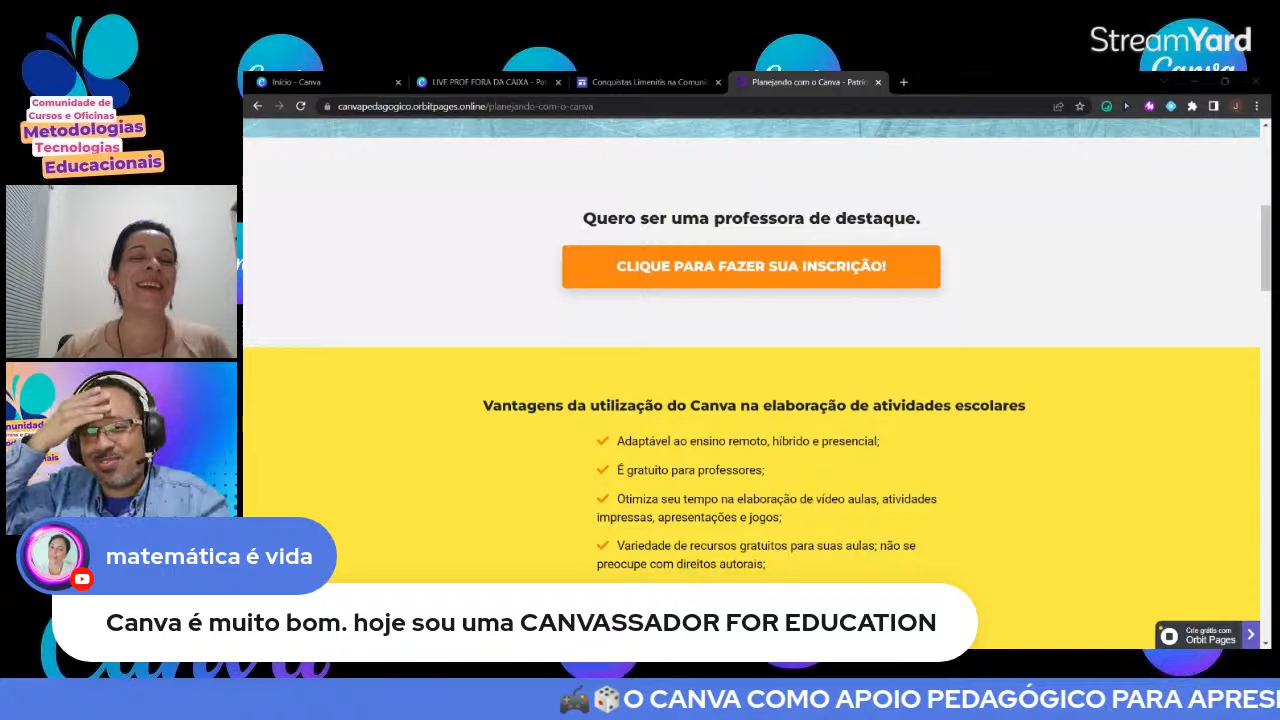 StreamYard
Comunidade de
Cursos e Oficinas
Metodologias
Tecnologias
Educacionais
Início - Canva
LIVE PROF FORA DA CAIXA - Pat
Conquistas Limenitis na Comuni
Planejando com o Canva - Patríc
canvapedagogico.orbitpages.online/planejando-com-o-canva
Quero ser uma professora de destaque.
CLIQUE PARA FAZER SUA INSCRIÇÃO!
Vantagens da utilização do Canva na elaboração de atividades escolares
Adaptável ao ensino remoto, híbrido e presencial;
É gratuito para professores;
Otimiza seu tempo na elaboração de vídeo aulas, atividades
impressas, apresentações e jogos;
Variedade de recursos gratuitos para suas aulas; não se
preocupe com direitos autorais;
Crie grátis com
Orbit Pages
matemática é vida
Canva é muito bom. hoje sou uma CANVASSADOR FOR EDUCATION
O CANVA COMO APOIO PEDAGÓGICO PARA APRESE